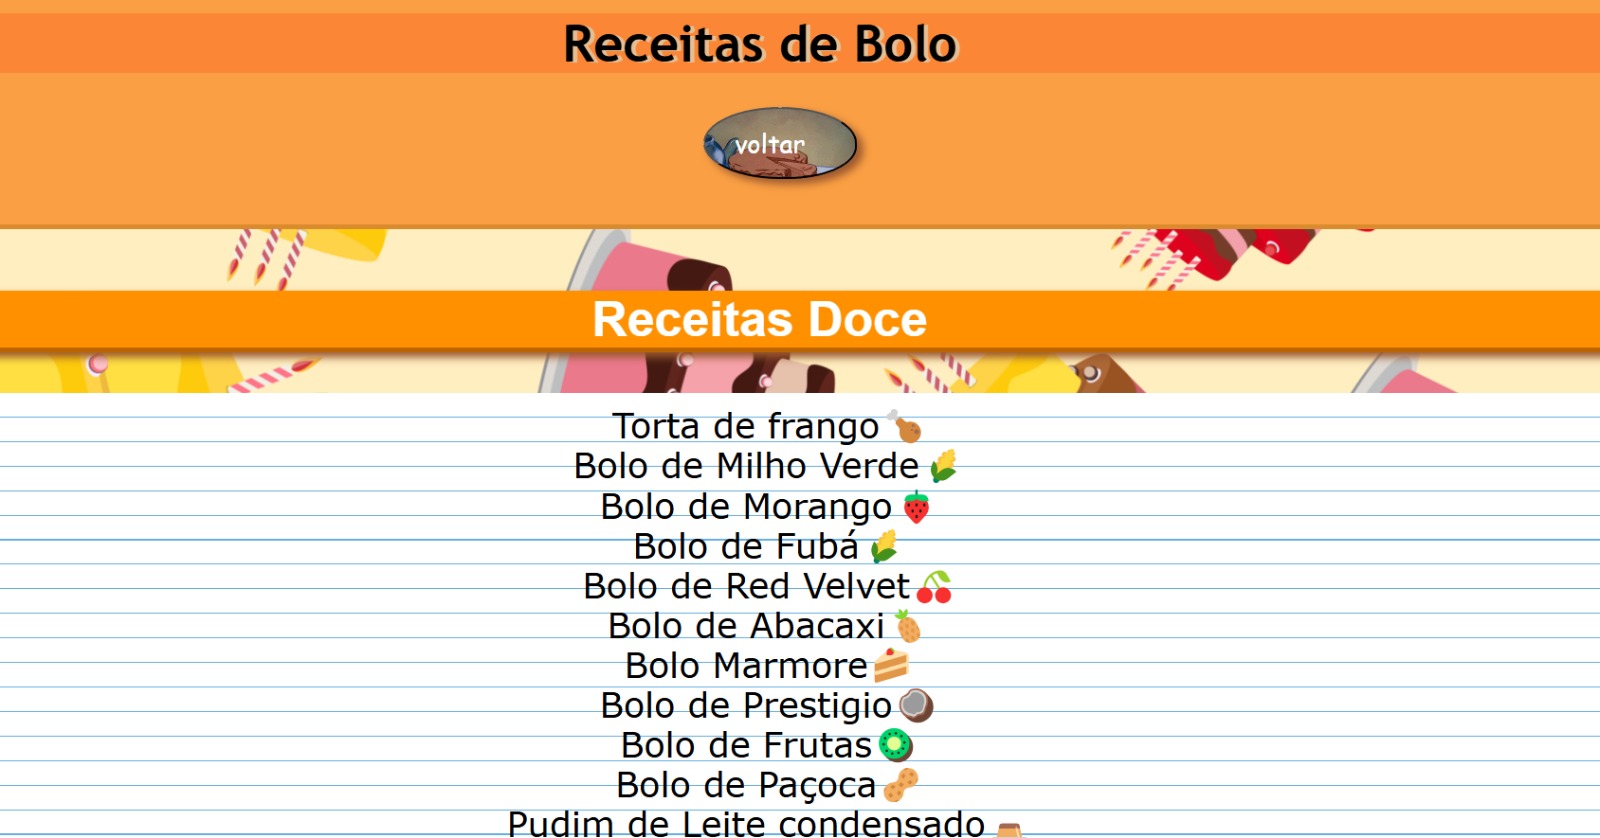 Receitas de Bolo
voltar
Receitas Doce
Torta de frango
Bolo de Milho Verde
Bolo de Morango
Bolo de Fubá
Bolo de Red Velvet
Bolo de Abacaxi
Bolo Marmore
Bolo de Prestigio
Bolo de Frutas
Bolo de Paçoca
Pudim de Leite condensado